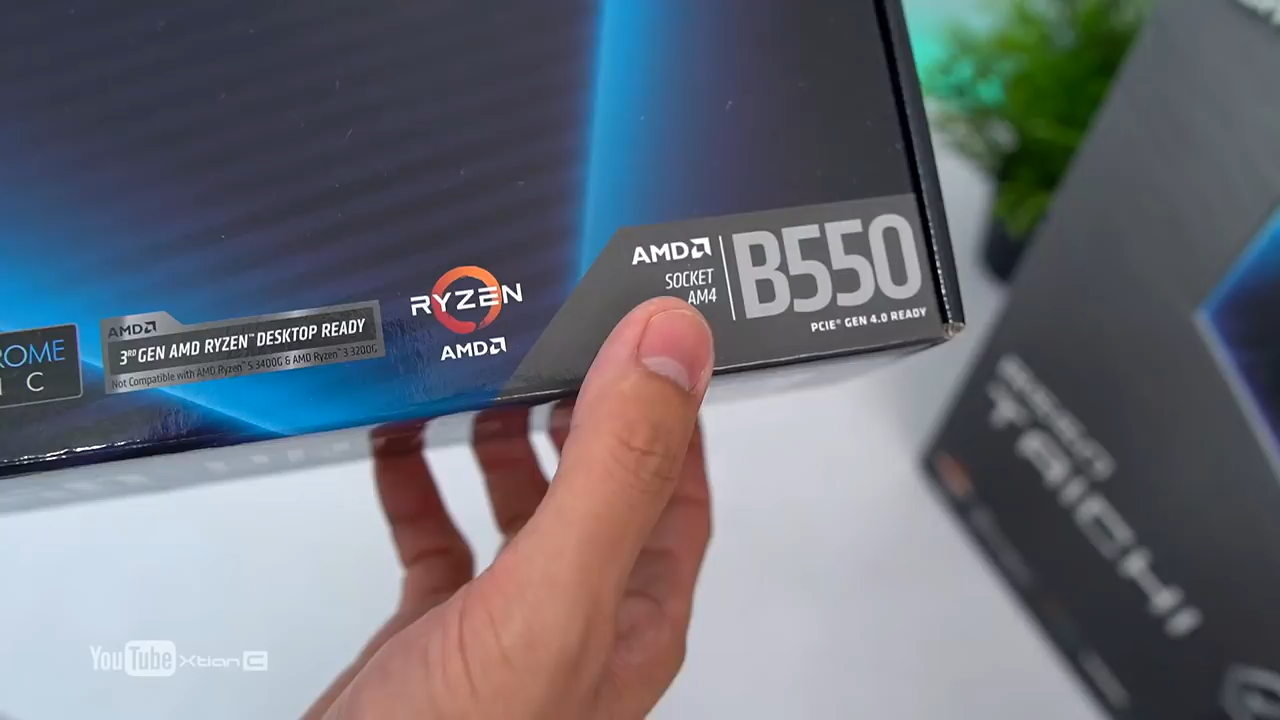 AMD
SOCKET
AM4
B550
PCIE® GEN 4.0 READY
RYZEN
AMD
AMD
3RD GEN AMD RYZEN™ DESKTOP READY
Not Compatible with AMD Ryzen™ 5 3400G & AMD Ryzen™ 3 3200G
ROME
I C
TAICHI
YouTube Xtian C